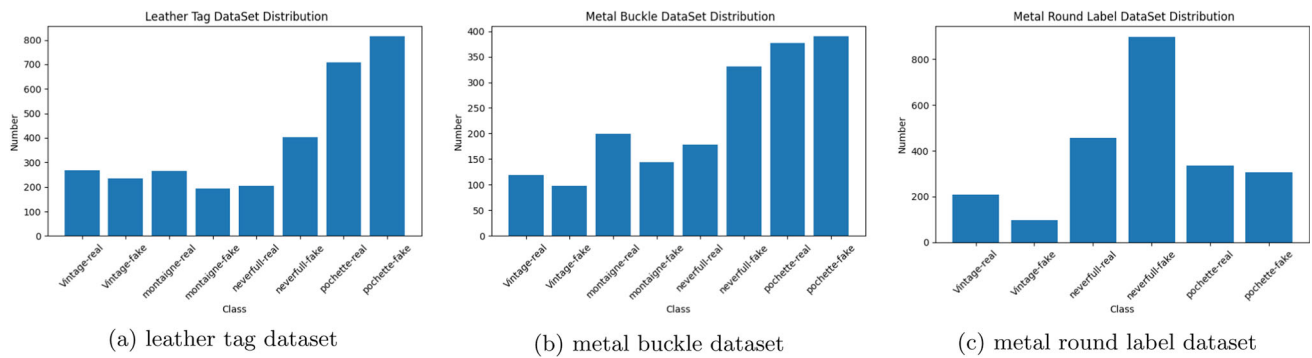 Leather Tag DataSet Distribution
800
700
600
500
400
300
200
100
0
Number
Vintage-real
Vintage-fake
montaigne-real
montaigne-fake
neverfull-real
neverfull-fake
pochette-real
pochette-fake
Class
(a) leather tag dataset
Metal Buckle DataSet Distribution
400
350
300
250
200
150
100
50
0
Number
Vintage-real
Vintage-fake
montaigne-real
montaigne-fake
neverfull-real
neverfull-fake
pochette-real
pochette-fake
Class
(b) metal buckle dataset
Metal Round Label DataSet Distribution
800
600
400
200
0
Number
Vintage-real
Vintage-fake
neverfull-real
neverfull-fake
pochette-real
pochette-fake
Class
(c) metal round label dataset